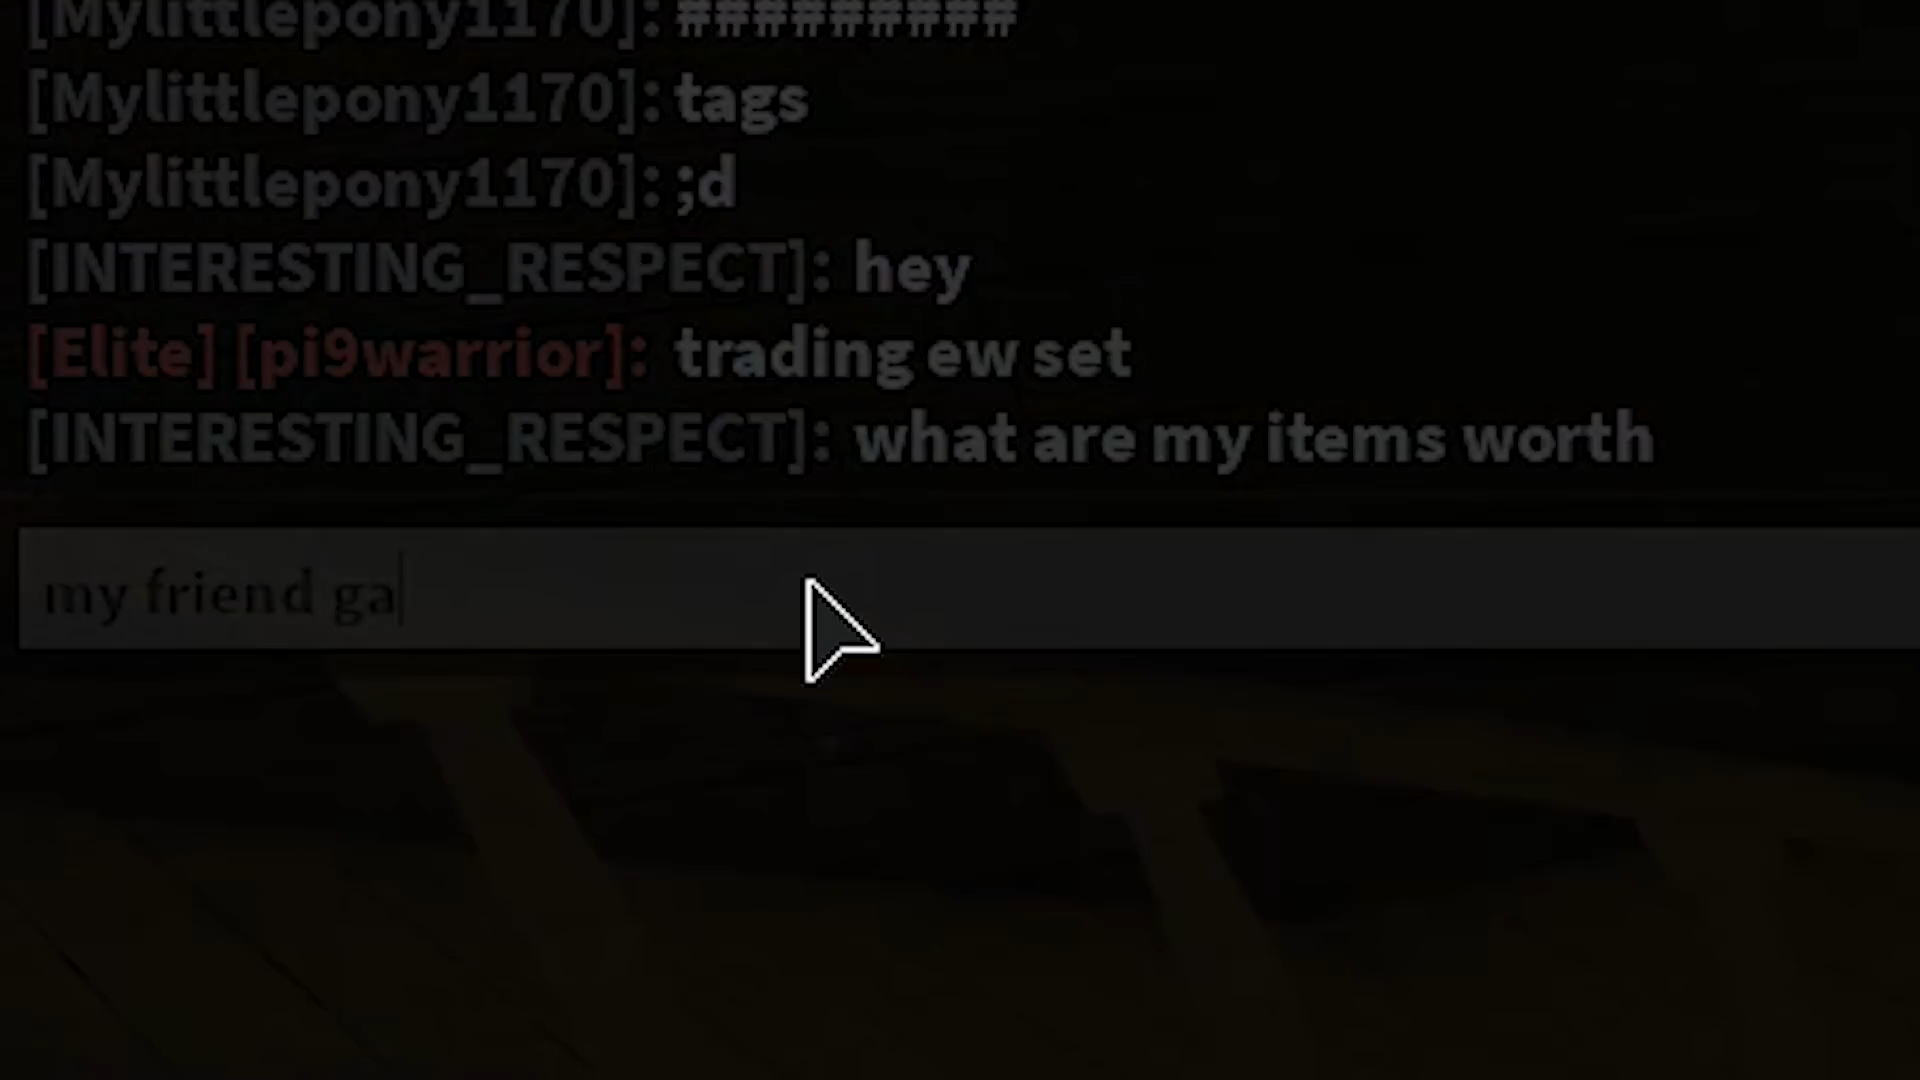 [Mylittlepony1170]: #########
[Mylittlepony1170]: tags
[Mylittlepony1170]: ;d
[INTERESTING_RESPECT]: hey
[Elite] [pi9warrior]: trading ew set
[INTERESTING_RESPECT]: what are my items worth
my friend ga